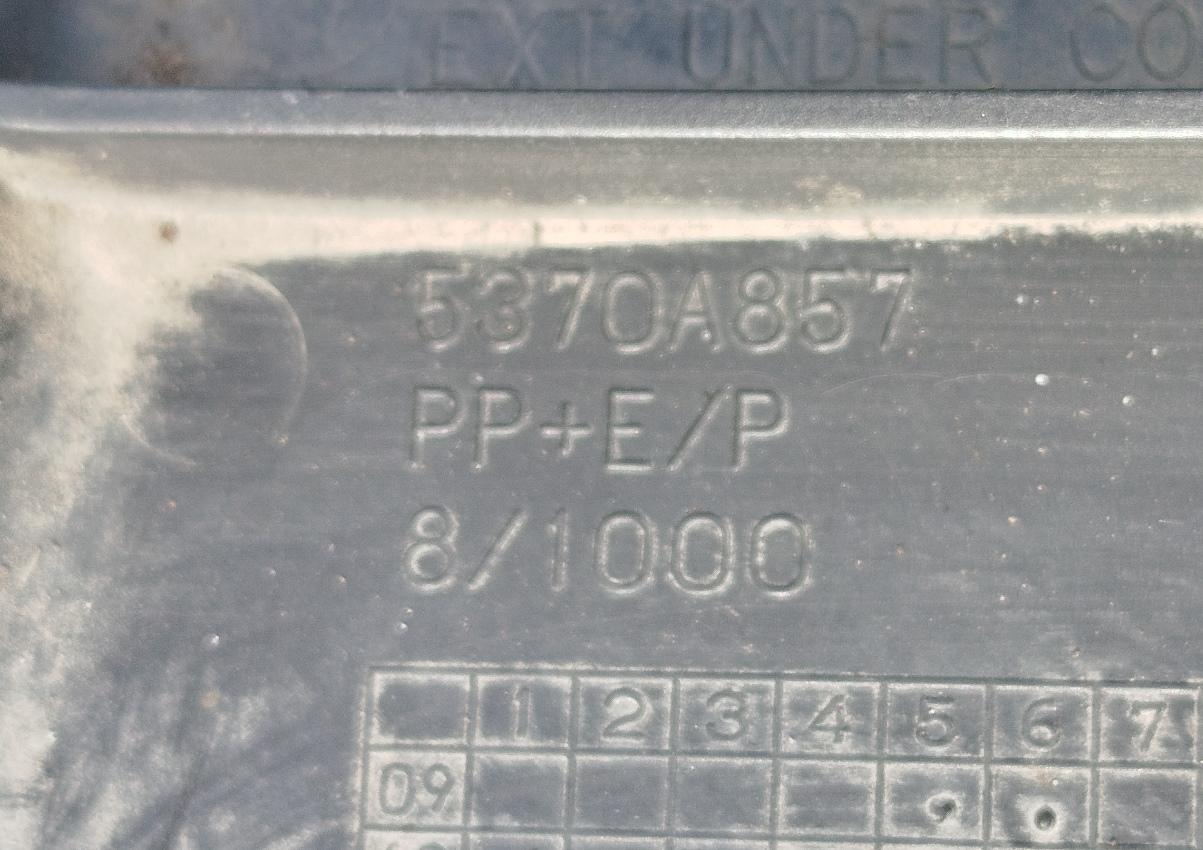 EXT UNDER CO
5370A857
PP+E/P
8/1000
1 2 3 4 5 6 7
09